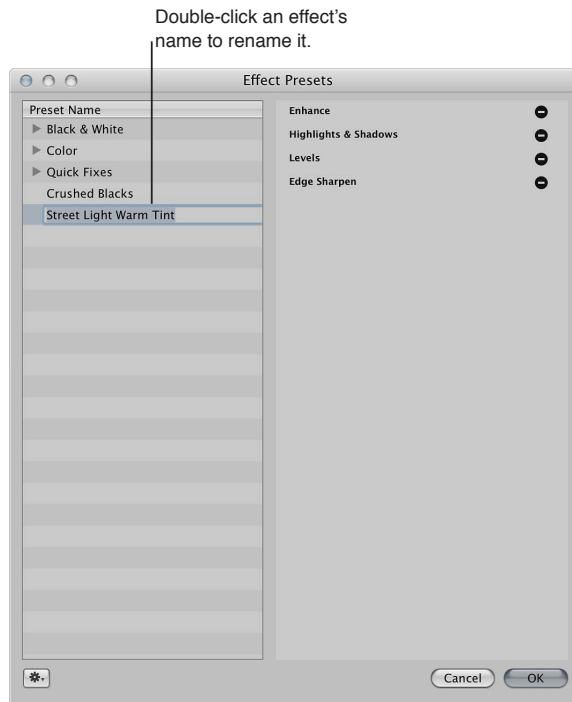 Double-click an effect's
name to rename it.
Effect Presets
Preset Name
Black & White
Color
Quick Fixes
Crushed Blacks
Street Light Warm Tint
Enhance
Highlights & Shadows
Levels
Edge Sharpen
Cancel
OK